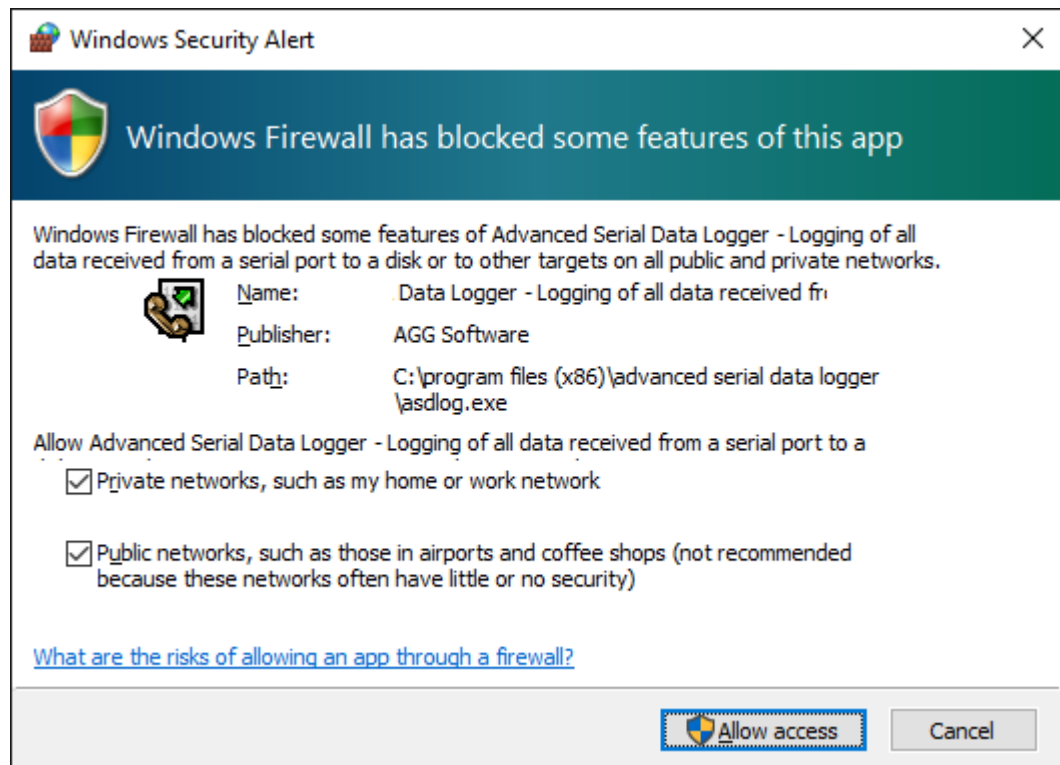 Windows Security Alert
Windows Firewall has blocked some features of this app
Windows Firewall has blocked some features of Advanced Serial Data Logger - Logging of all
data received from a serial port to a disk or to other targets on all public and private networks.
Name: Data Logger - Logging of all data received
Publisher: AGG Software
Path: C:\program files (x86)\advanced serial data logger
\asdlog.exe
Allow Advanced Serial Data Logger - Logging of all data received from a serial port to a
Private networks, such as my home or work network
Public networks, such as those in airports and coffee shops (not recommended
because these networks often have little or no security)
What are the risks of allowing an app through a firewall?
Allow access Cancel